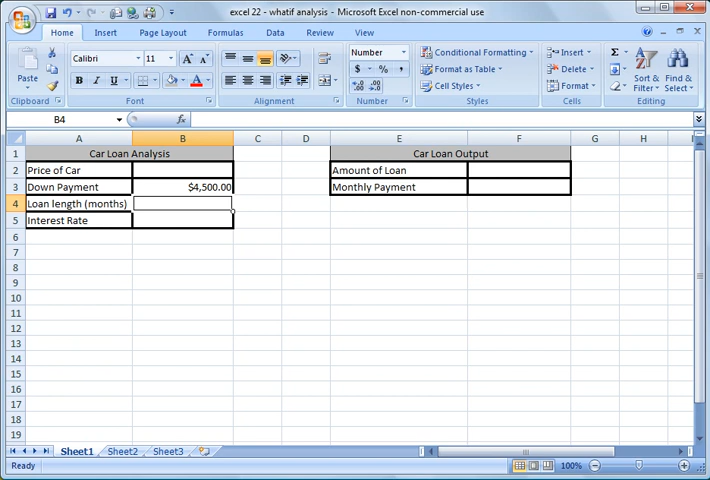 excel 22 - whatif analysis - Microsoft Excel non-commercial use
Home Insert Page Layout Formulas Data Review View
Paste
Clipboard
Calibri 11
B I U A A A
Font
Alignment
Number
$ % ,
Number
Conditional Formatting
Format as Table
Cell Styles
Styles
Insert
Delete
Format
Cells
Σ
Sort & Filter
Find & Select
Editing
B4 fx
A B C D E F G H
1 Car Loan Analysis Car Loan Output
2 Price of Car Amount of Loan
3 Down Payment $4,500.00 Monthly Payment
4 Loan length (months)
5 Interest Rate
6
7
8
9
10
11
12
13
14
15
16
17
18
19
Sheet1 Sheet2 Sheet3
Ready 100%